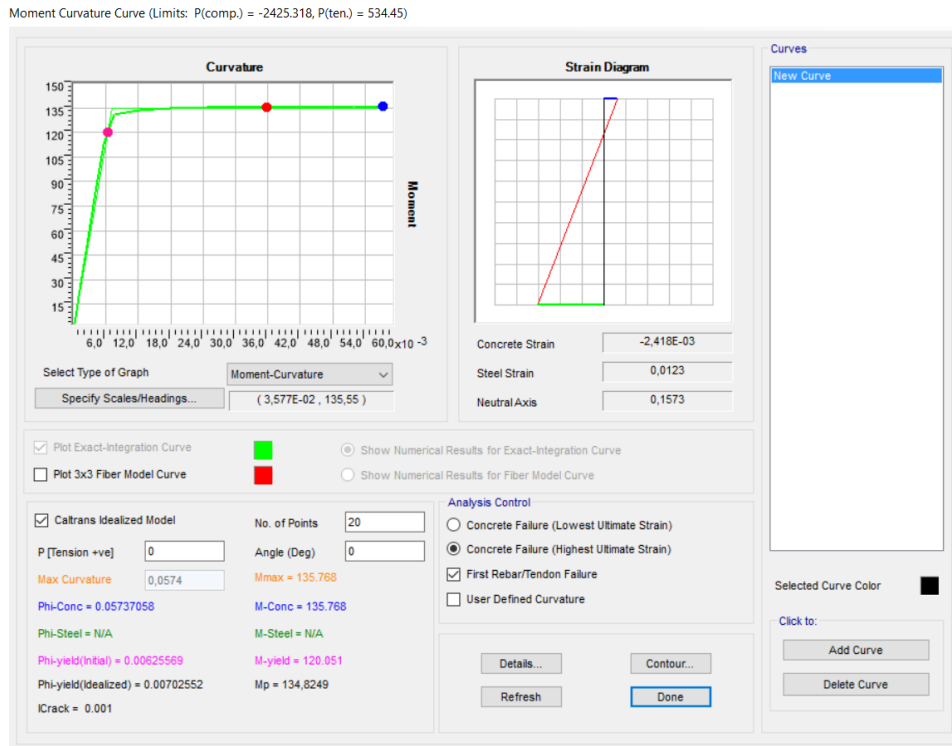 Moment Curvature Curve (Limits:  P(comp.) = -2425.318, P(ten.) = 534.45)
Curvature
150
135
120
105
90
75
60
45
30
15
Moment
6,0 12,0 18,0 24,0 30,0 36,0 42,0 48,0 54,0 60,0 x10 -3
Select Type of Graph
Moment-Curvature
Specify Scales/Headings...
( 3,577E-02 , 135,55 )
Strain Diagram
Concrete Strain
-2,418E-03
Steel Strain
0,0123
Neutral Axis
0,1573
Curves
New Curve
Plot Exact-Integration Curve
Show Numerical Results for Exact-Integration Curve
Plot 3x3 Fiber Model Curve
Show Numerical Results for Fiber Model Curve
Caltrans Idealized Model
No. of Points
20
P [Tension +ve]
0
Angle (Deg)
0
Max Curvature
0,0574
Mmax = 135.768
Phi-Conc = 0.05737058
M-Conc = 135.768
Phi-Steel = N/A
M-Steel = N/A
Phi-yield(Initial) = 0.00625569
M-yield = 120.051
Phi-yield(Idealized) = 0.00702552
Mp = 134,8249
ICrack =  0.001
Analysis Control
Concrete Failure (Lowest Ultimate Strain)
Concrete Failure (Highest Ultimate Strain)
First Rebar/Tendon Failure
User Defined Curvature
Details...
Contour...
Refresh
Done
Selected Curve Color
Click to:
Add Curve
Delete Curve